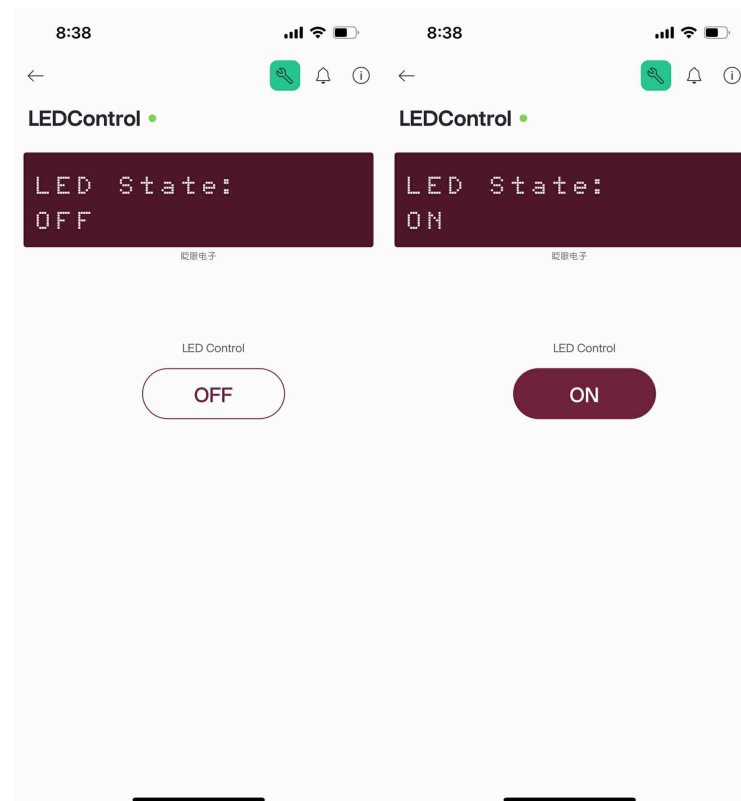 8:38
LEDControl
LED State:
OFF
眨眼电子
LED Control
OFF
8:38
LEDControl
LED State:
ON
眨眼电子
LED Control
ON